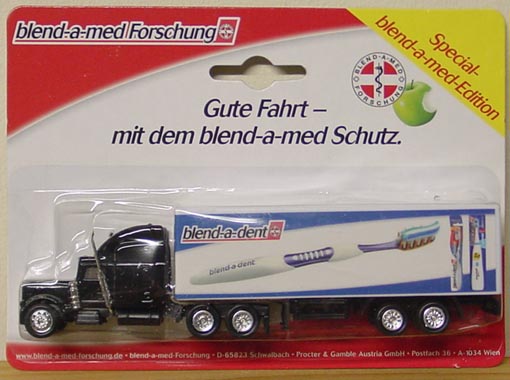 blend-a-med Forschung
Special-
blend-a-med-Edition
BLEND-A-MED
FORSCHUNG
Gute Fahrt –
mit dem blend-a-med Schutz.
blend-a-dent
blend-a-dent
www.blend-a-med-forschung.de • blend-a-med-Forschung • D-65823 Schwalbach • Procter & Gamble Austria GmbH • Postfach 36 • A-1034 Wien